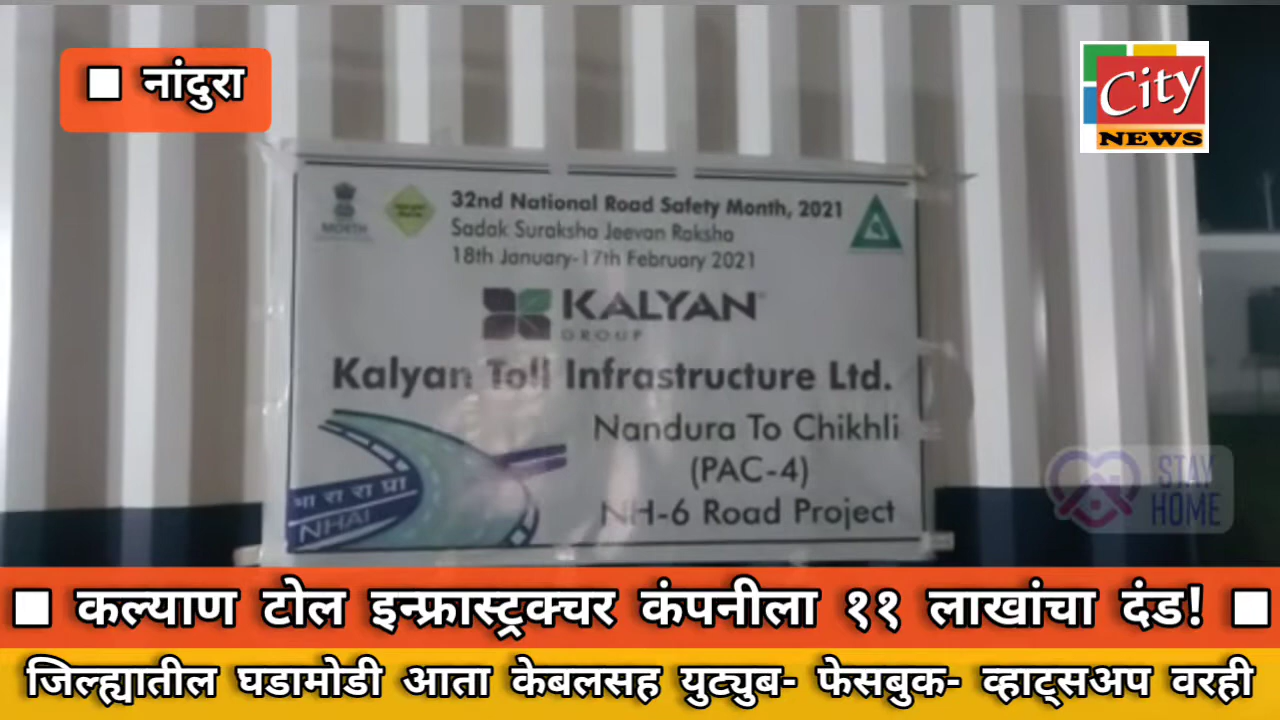 ■ नांदुरा
City
NEWS
32nd National Road Safety Month, 2021
Sadak Suraksha Jeevan Raksha
18th January-17th February 2021
MORTH
KALYAN
GROUP
Kalyan Toll Infrastructure Ltd.
Nandura To Chikhli
(PAC-4)
NH-6 Road Project
भा रा रा प्रा
NHAI
STAY
HOME
■ कल्याण टोल इन्फ्रास्ट्रक्चर कंपनीला ११ लाखांचा दंड! ■
जिल्ह्यातील घडामोडी आता केबलसह युट्युब- फेसबुक- व्हाट्सअप वरही